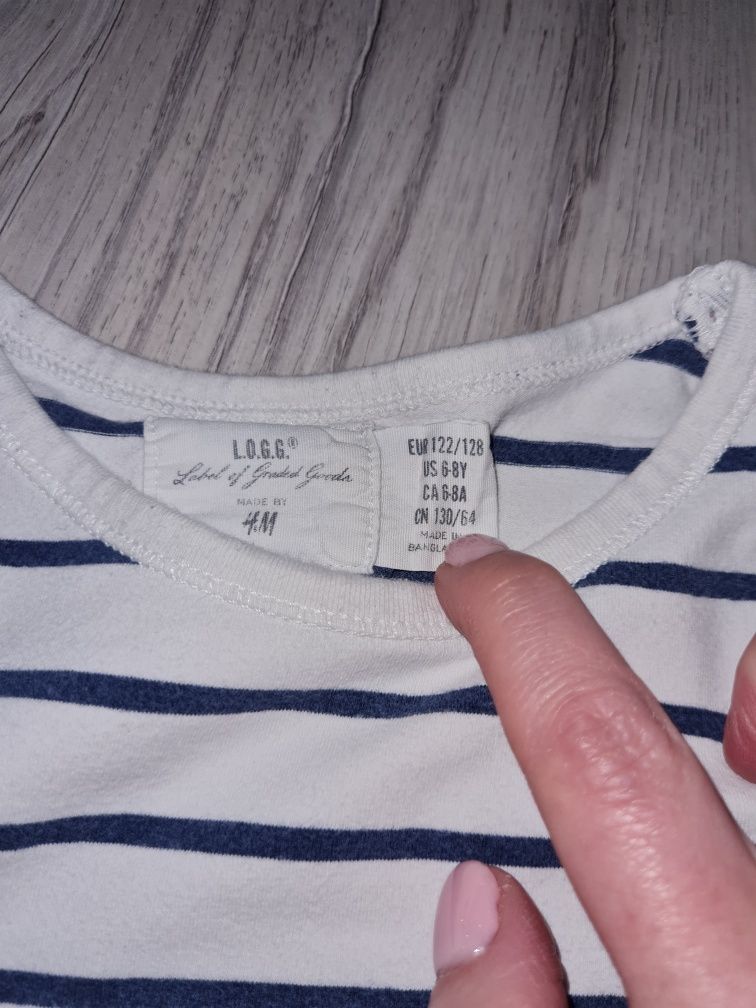 L.O.G.G.®
Label of Graded Goods
MADE BY
H&M
EUR 122/128
US 6-8Y
CA 6-8A
CN 130/64
MADE IN